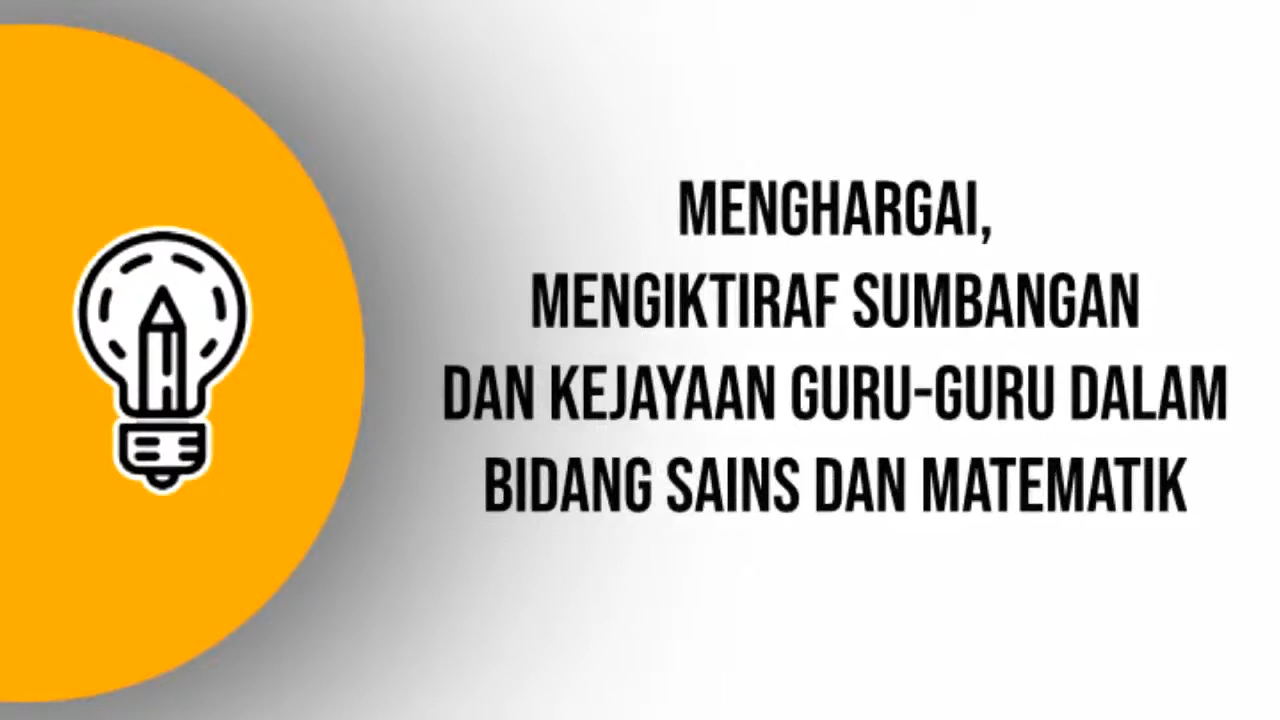 MENGHARGAI,
MENGIKTIRAF SUMBANGAN
DAN KEJAYAAN GURU-GURU DALAM
BIDANG SAINS DAN MATEMATIK